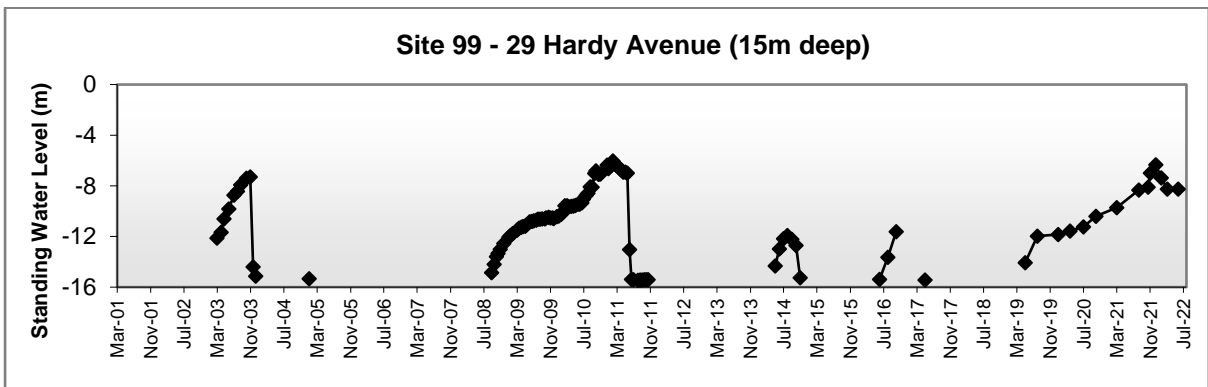 Site 99 - 29 Hardy Avenue (15m deep)
Standing Water Level (m)
0
-4
-8
-12
-16
Mar-01
Nov-01
Jul-02
Mar-03
Nov-03
Jul-04
Mar-05
Nov-05
Jul-06
Mar-07
Nov-07
Jul-08
Mar-09
Nov-09
Jul-10
Mar-11
Nov-11
Jul-12
Mar-13
Nov-13
Jul-14
Mar-15
Nov-15
Jul-16
Mar-17
Nov-17
Jul-18
Mar-19
Nov-19
Jul-20
Mar-21
Nov-21
Jul-22